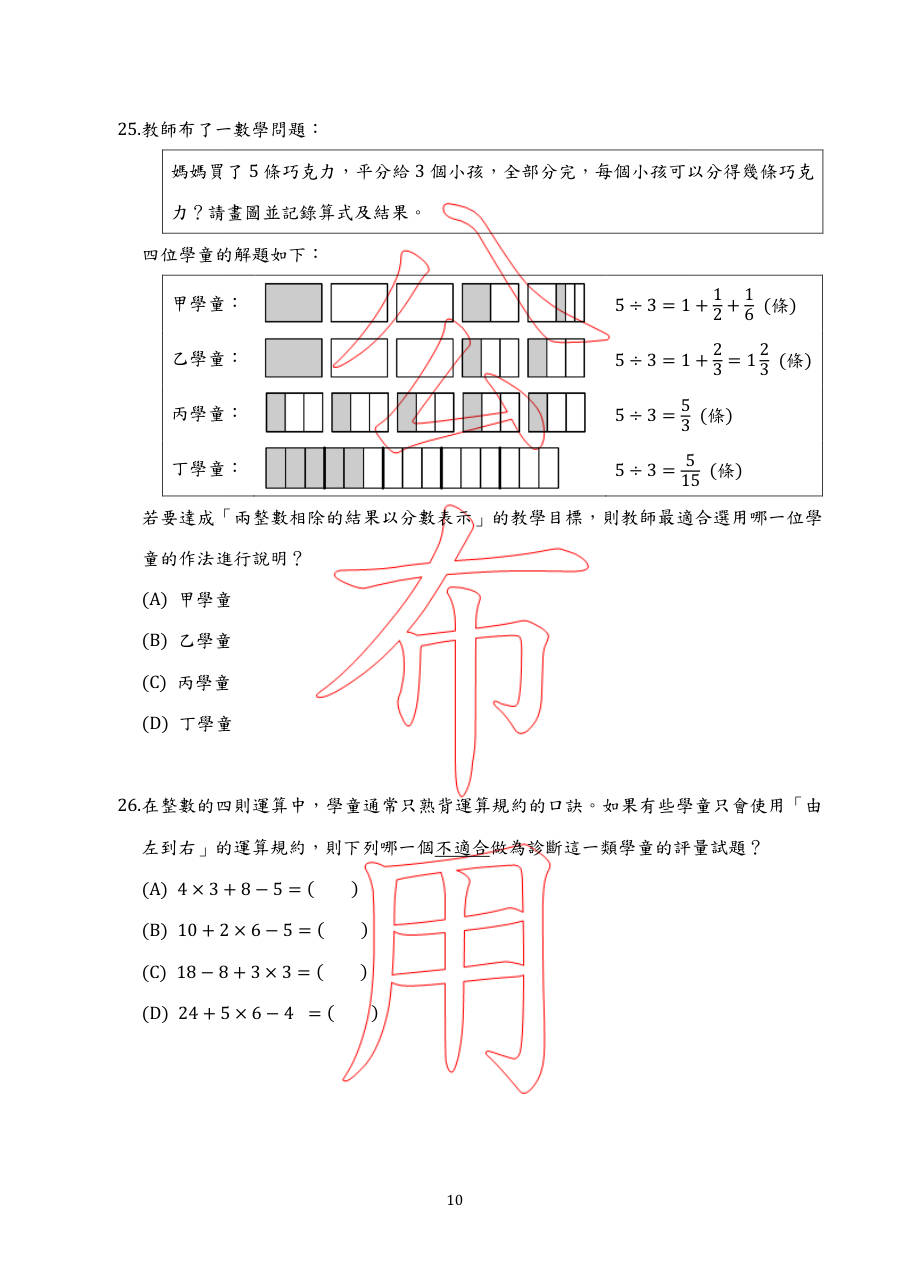 25.教師布了一數學問題：
媽媽買了 5 條巧克力，平分給 3 個小孩，全部分完，每個小孩可以分得幾條巧克
力？請畫圖並記錄算式及結果。
四位學童的解題如下：
甲學童： 5 ÷ 3 = 1 + 1/2 + 1/6 (條)
乙學童： 5 ÷ 3 = 1 + 2/3 = 1 2/3 (條)
丙學童： 5 ÷ 3 = 5/3 (條)
丁學童： 5 ÷ 3 = 5/15 (條)
若要達成「兩整數相除的結果以分數表示」的教學目標，則教師最適合選用哪一位學
童的作法進行說明？
(A) 甲學童
(B) 乙學童
(C) 丙學童
(D) 丁學童
26.在整數的四則運算中，學童通常只熟背運算規約的口訣。如果有些學童只會使用「由
左到右」的運算規約，則下列哪一個不適合做為診斷這一類學童的評量試題？
(A) 4 × 3 + 8 − 5 = (　　)
(B) 10 + 2 × 6 − 5 = (　　)
(C) 18 − 8 + 3 × 3 = (　　)
(D) 24 + 5 × 6 − 4 = (　　)
公布用
10